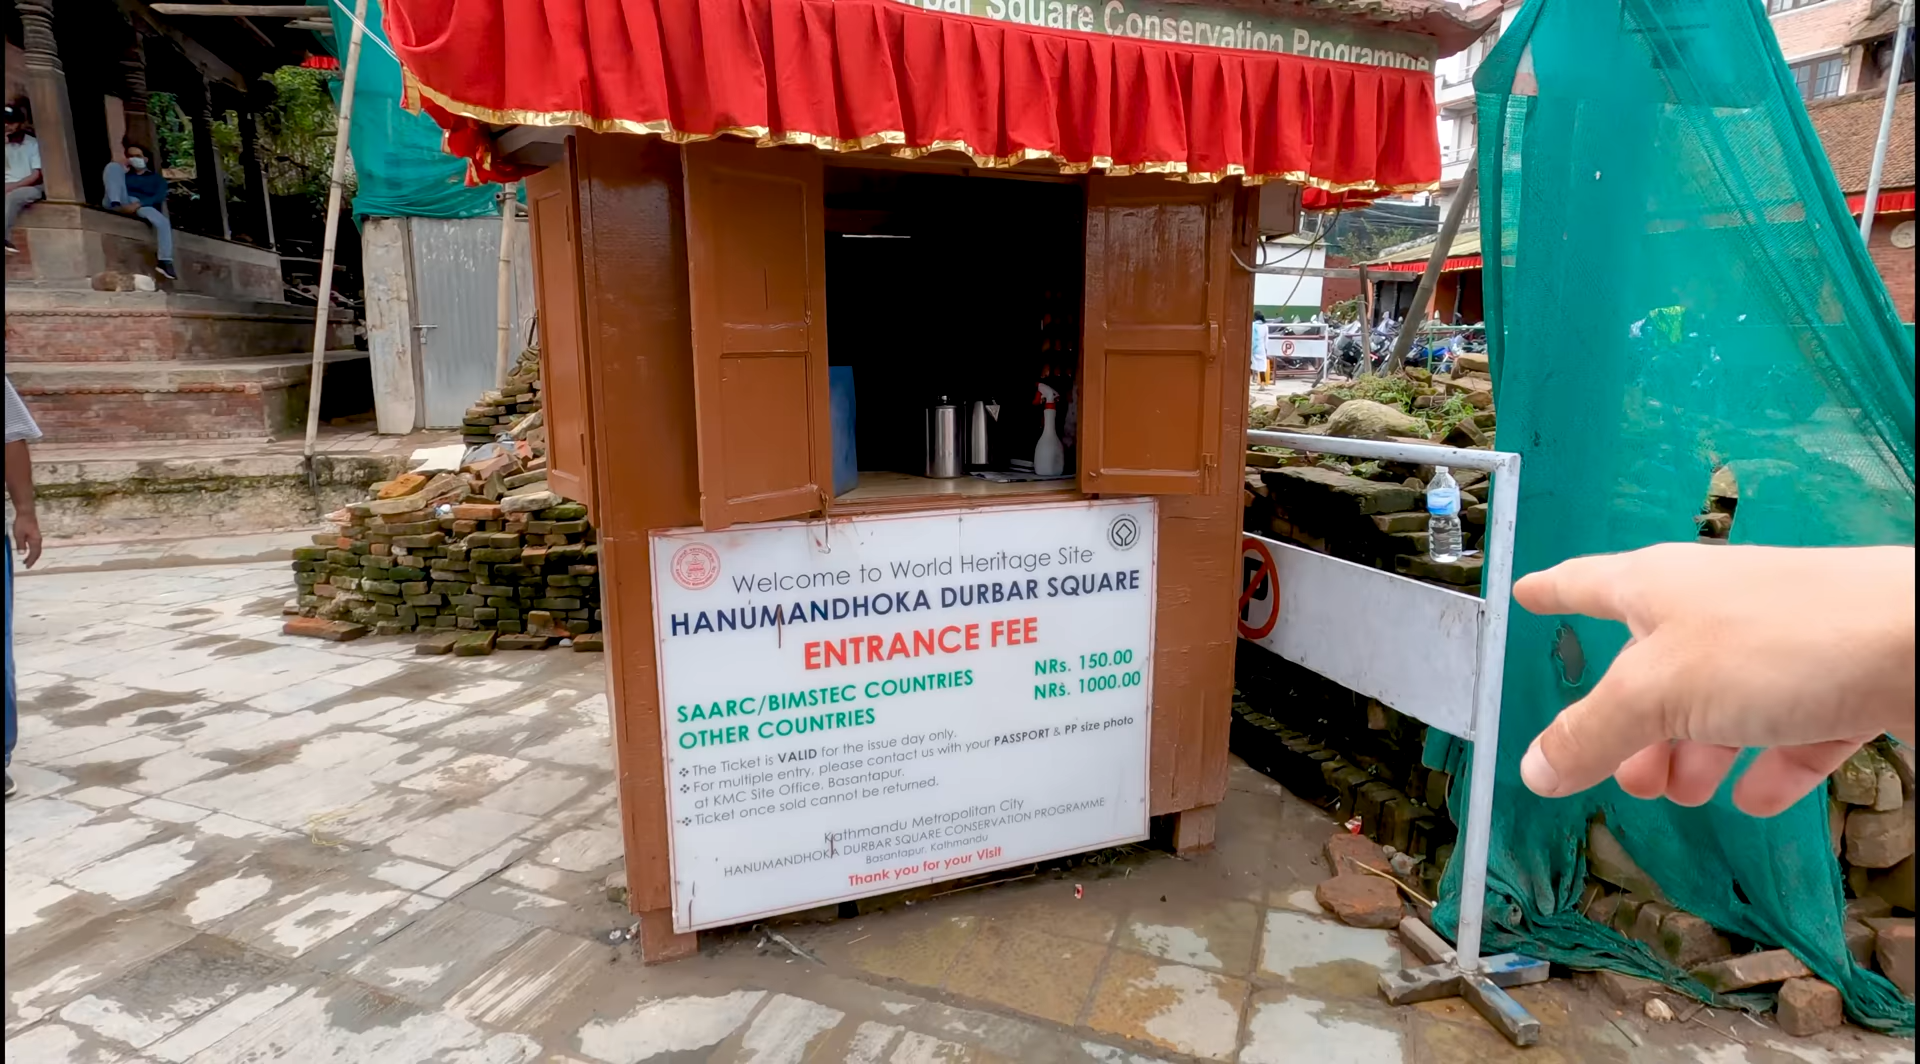 Square Conservation Programme
Welcome to World Heritage Site
HANUMANDHOKA DURBAR SQUARE
ENTRANCE FEE
SAARC/BIMSTEC COUNTRIES NRs. 150.00
OTHER COUNTRIES NRs. 1000.00
❖ The Ticket is VALID for the issue day only.
❖ For multiple entry, please contact us with your PASSPORT & PP size photo
at KMC Site Office, Basantapur.
❖ Ticket once sold cannot be returned.
Kathmandu Metropolitan City
HANUMANDHOKA DURBAR SQUARE CONSERVATION PROGRAMME
Basantapur, Kathmandu
Thank you for your Visit
P
P